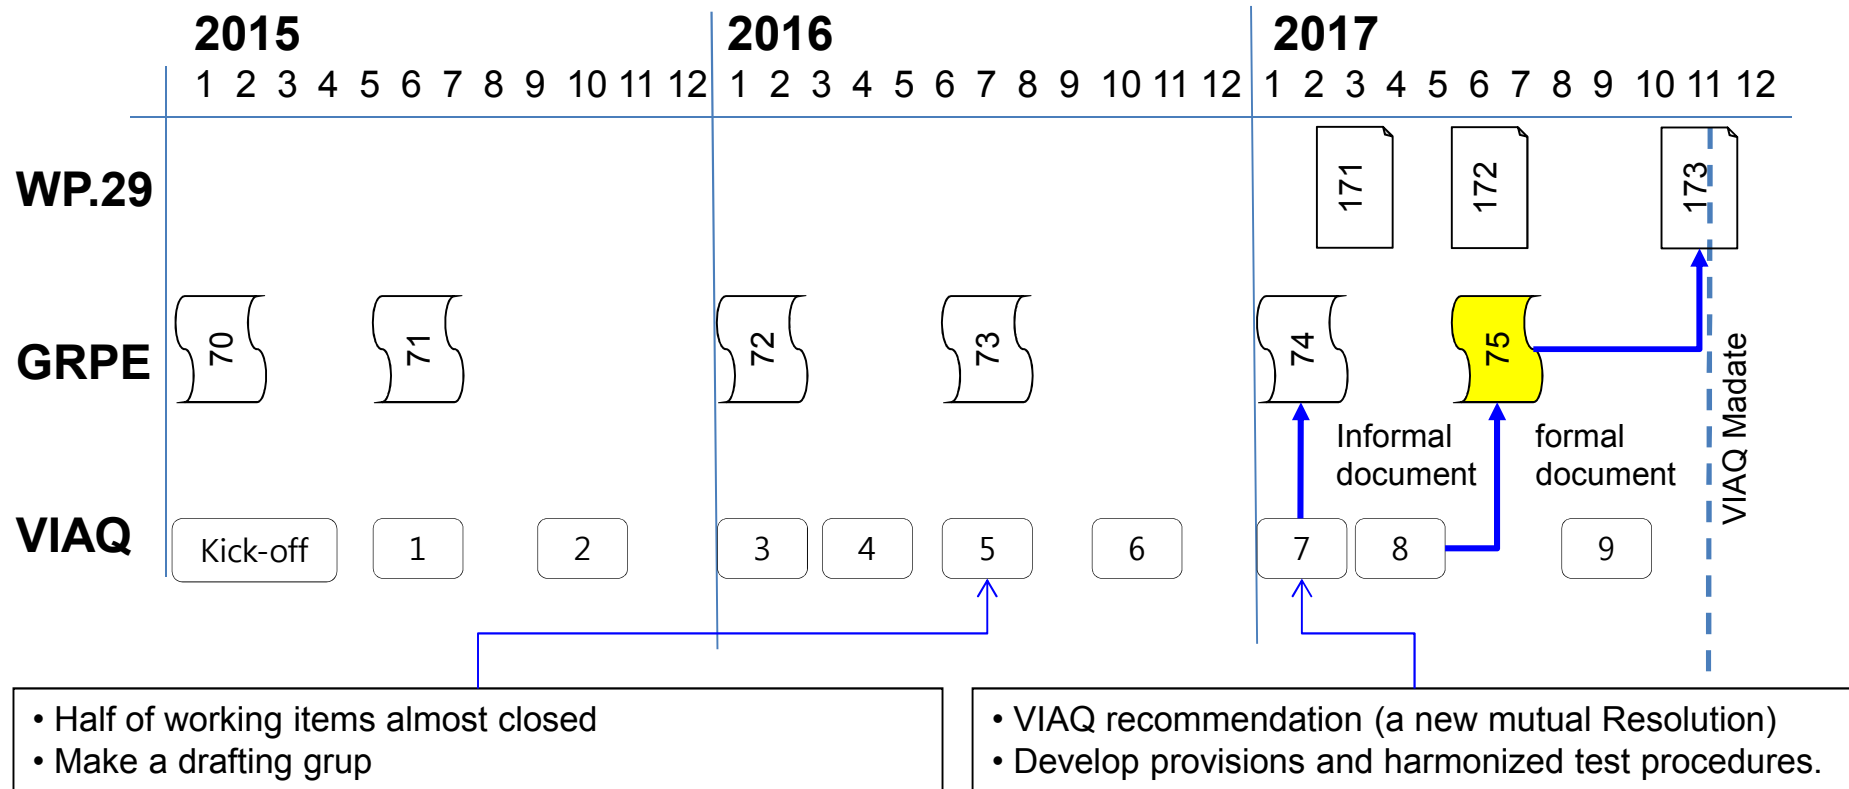 2015 2016 2017
1 2 3 4 5 6 7 8 9 10 11 12 1 2 3 4 5 6 7 8 9 10 11 12 1 2 3 4 5 6 7 8 9 10 11 12
WP.29 171 172 173
GRPE 70 71 72 73 74 75
VIAQ Madate
Informal
document
formal
document
VIAQ Kick-off 1 2 3 4 5 6 7 8 9
• Half of working items almost closed
• Make a drafting grup
• VIAQ recommendation (a new mutual Resolution)
• Develop provisions and harmonized test procedures.